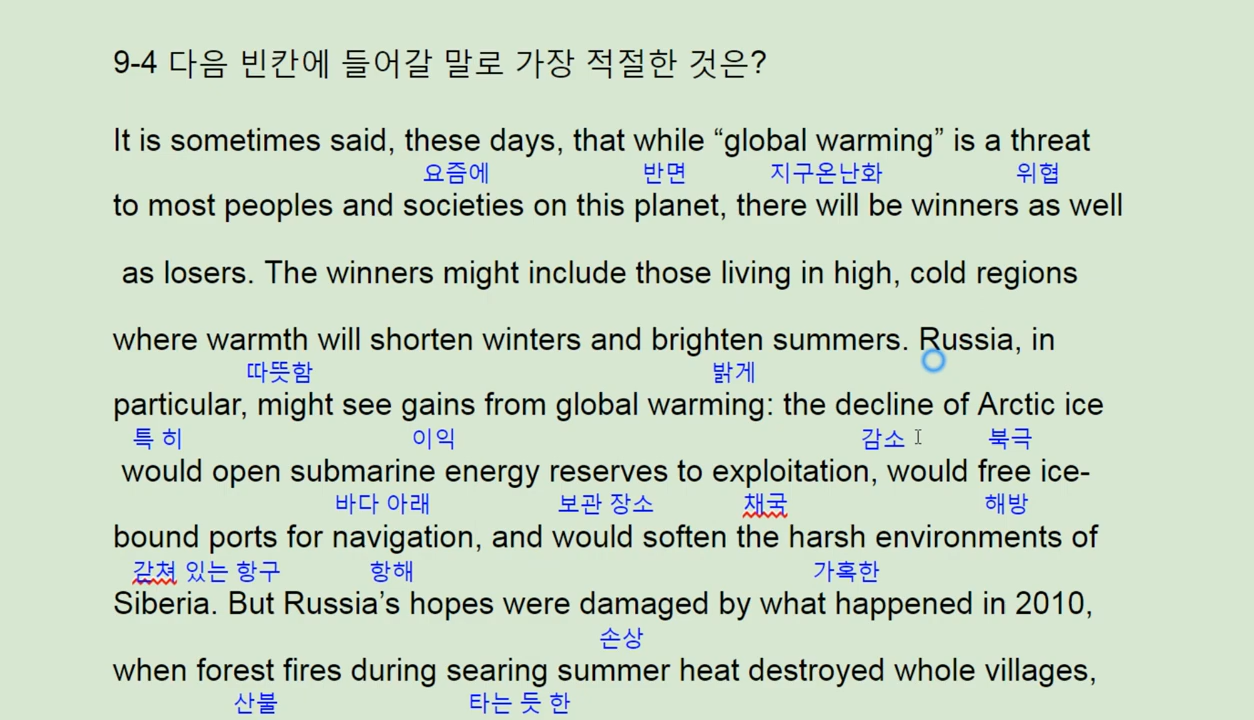 9-4 다음 빈칸에 들어갈 말로 가장 적절한 것은?
It is sometimes said, these days, that while “global warming” is a threat
요즘에 반면 지구온난화 위협
to most peoples and societies on this planet, there will be winners as well
as losers. The winners might include those living in high, cold regions
where warmth will shorten winters and brighten summers. Russia, in
따뜻함 밝게
particular, might see gains from global warming: the decline of Arctic ice
특 히 이익 감소 북극
would open submarine energy reserves to exploitation, would free ice-
바다 아래 보관 장소 채국 해방
bound ports for navigation, and would soften the harsh environments of
갇쳐 있는 항구 항해 가혹한
Siberia. But Russia’s hopes were damaged by what happened in 2010,
손상
when forest fires during searing summer heat destroyed whole villages,
산불 타는 듯 한